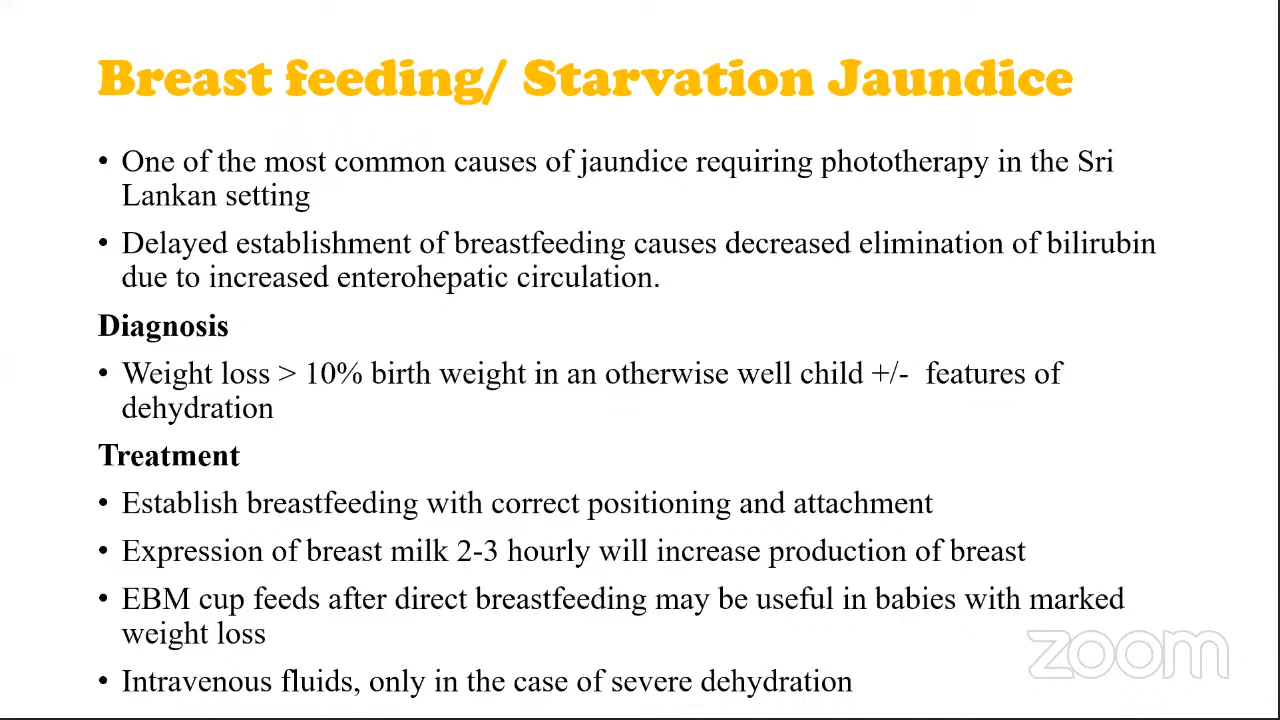 Breast feeding/ Starvation Jaundice
• One of the most common causes of jaundice requiring phototherapy in the Sri
Lankan setting
• Delayed establishment of breastfeeding causes decreased elimination of bilirubin
due to increased enterohepatic circulation.
Diagnosis
• Weight loss > 10% birth weight in an otherwise well child +/-  features of
dehydration
Treatment
• Establish breastfeeding with correct positioning and attachment
• Expression of breast milk 2-3 hourly will increase production of breast
• EBM cup feeds after direct breastfeeding may be useful in babies with marked
weight loss
• Intravenous fluids, only in the case of severe dehydration
zoom